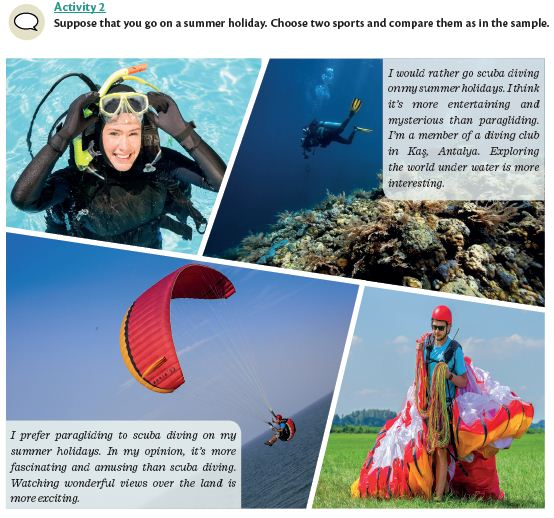 Activity 2
Suppose that you go on a summer holiday. Choose two sports and compare them as in the sample.
I would rather go scuba diving
on my summer holidays. I think
it's more entertaining and
mysterious than paragliding.
I'm a member of a diving club
in Kaş, Antalya. Exploring
the world under water is more
interesting.
I prefer paragliding to scuba diving on my
summer holidays. In my opinion, it's more
fascinating and amusing than scuba diving.
Watching wonderful views over the land is
more exciting.